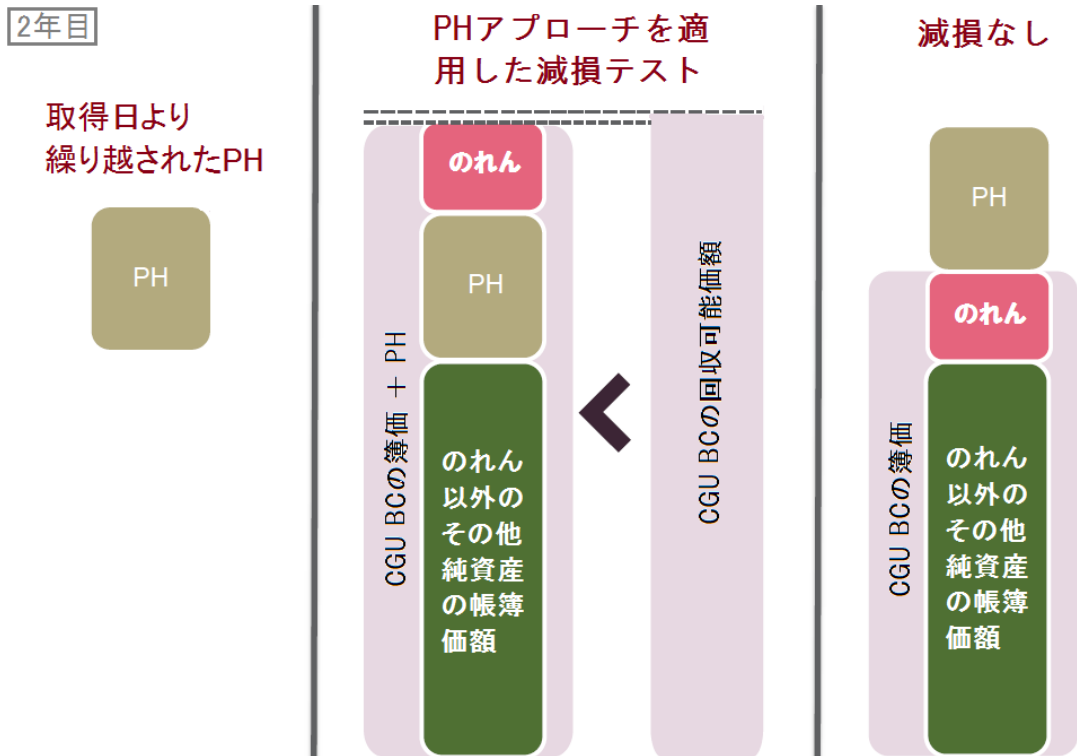 2年目
取得日より
繰り越されたPH
PH
PHアプローチを適
用した減損テスト
CGU BCの簿価 + PH
のれん
PH
のれん
以外の
その他
純資産
の帳簿
価額
<
CGU BCの回収可能価額
減損なし
PH
のれん
CGU BCの簿価
のれん
以外の
その他
純資産
の帳簿
価額